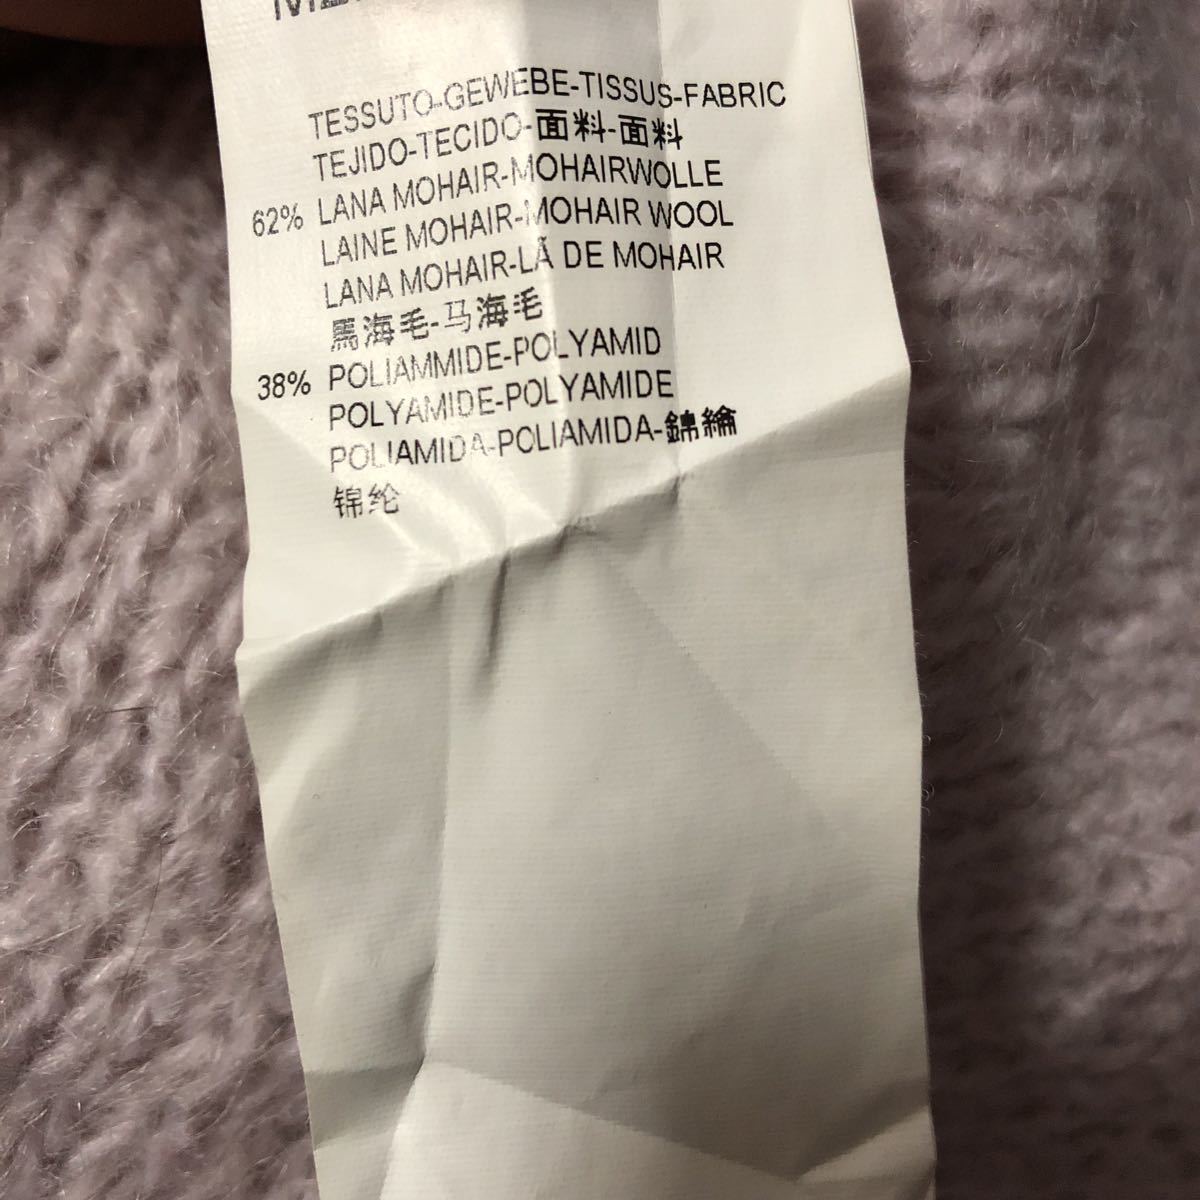 TESSUTO-GEWEBE-TISSUS-FABRIC
TEJIDO-TECIDO-面料-面料
62% LANA MOHAIR-MOHAIRWOLLE
LAINE MOHAIR-MOHAIR WOOL
LANA MOHAIR-LÃ DE MOHAIR
馬海毛-马海毛
38% POLIAMMIDE-POLYAMID
POLYAMIDE-POLYAMIDE
POLIAMIDA-POLIAMIDA-錦綸
锦纶